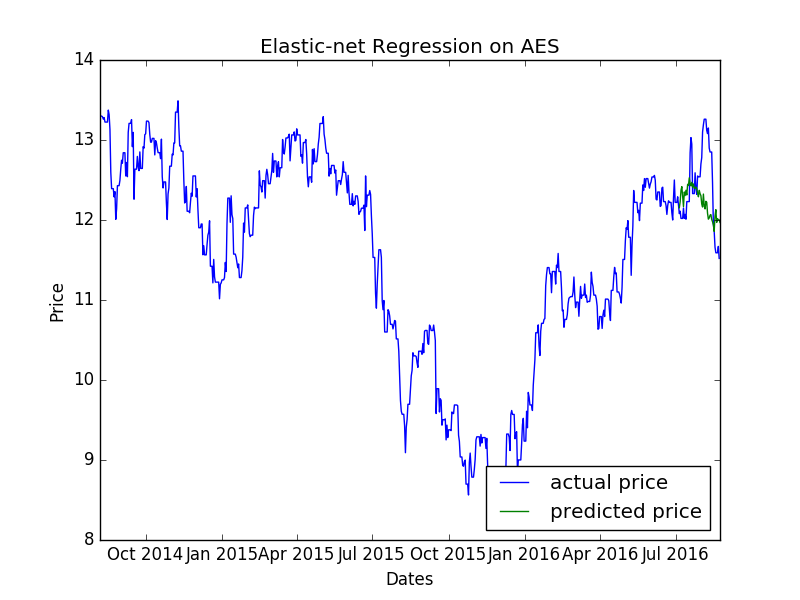 Elastic-net Regression on AES
14
13
12
11
10
9
8
Price
actual price
predicted price
Oct 2014 Jan 2015 Apr 2015 Jul 2015 Oct 2015 Jan 2016 Apr 2016 Jul 2016
Dates